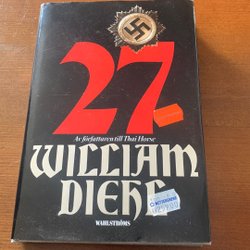 27
Av författaren till Thai Horse
WILLIAM
DIEHL
WAHLSTRÖMS